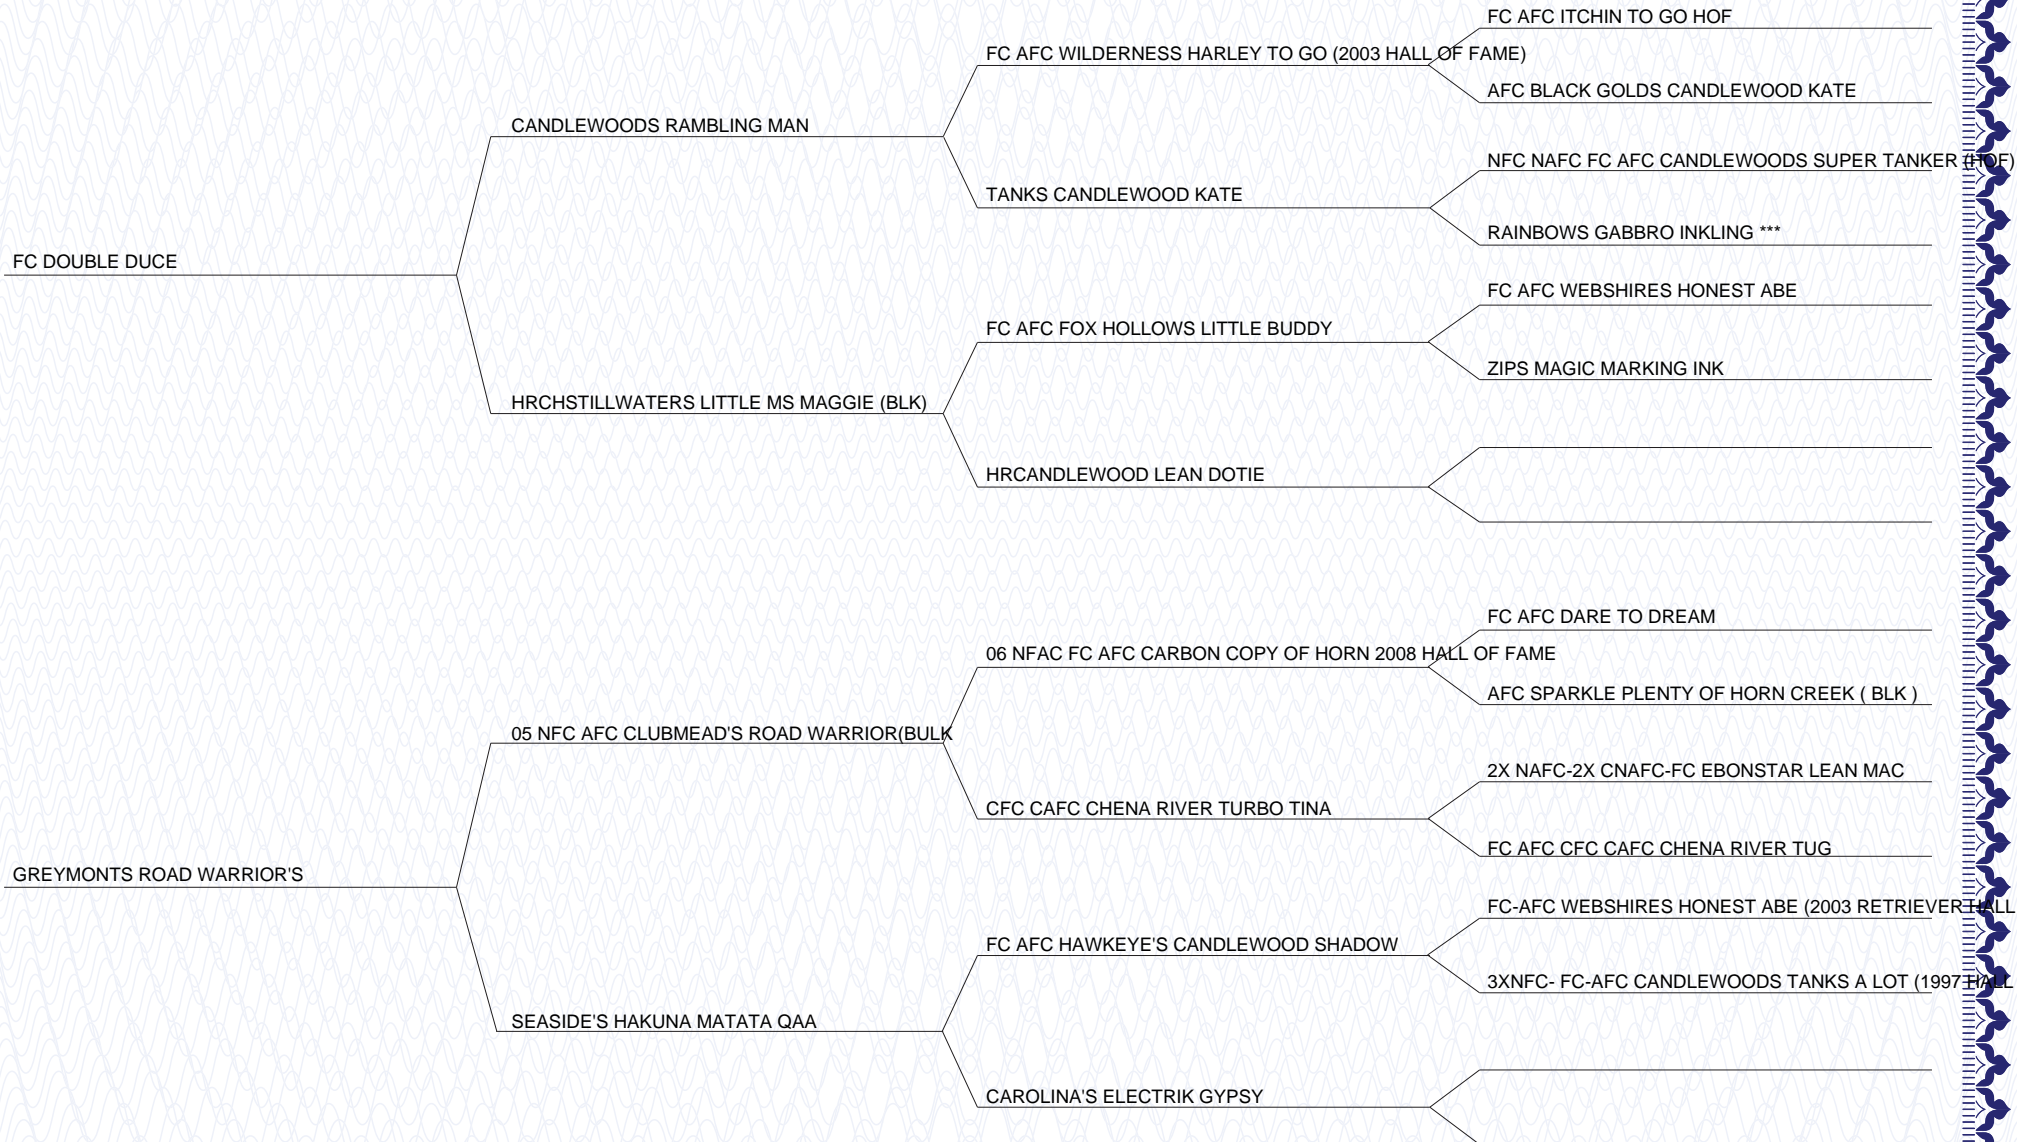 FC AFC ITCHIN TO GO HOF
FC AFC WILDERNESS HARLEY TO GO (2003 HALL OF FAME)
AFC BLACK GOLDS CANDLEWOOD KATE
CANDLEWOODS RAMBLING MAN
NFC NAFC FC AFC CANDLEWOODS SUPER TANKER (HOF)
TANKS CANDLEWOOD KATE
RAINBOWS GABBRO INKLING ***
FC DOUBLE DUCE
FC AFC WEBSHIRES HONEST ABE
FC AFC FOX HOLLOWS LITTLE BUDDY
ZIPS MAGIC MARKING INK
HRCHSTILLWATERS LITTLE MS MAGGIE (BLK)
HRCANDLEWOOD LEAN DOTIE
FC AFC DARE TO DREAM
06 NFAC FC AFC CARBON COPY OF HORN 2008 HALL OF FAME
AFC SPARKLE PLENTY OF HORN CREEK ( BLK )
05 NFC AFC CLUBMEAD'S ROAD WARRIOR(BULK
2X NAFC-2X CNAFC-FC EBONSTAR LEAN MAC
CFC CAFC CHENA RIVER TURBO TINA
FC AFC CFC CAFC CHENA RIVER TUG
GREYMONTS ROAD WARRIOR'S
FC-AFC WEBSHIRES HONEST ABE (2003 RETRIEVER HALL
FC AFC HAWKEYE'S CANDLEWOOD SHADOW
3XNFC- FC-AFC CANDLEWOODS TANKS A LOT (1997 HALL
SEASIDE'S HAKUNA MATATA QAA
CAROLINA'S ELECTRIK GYPSY